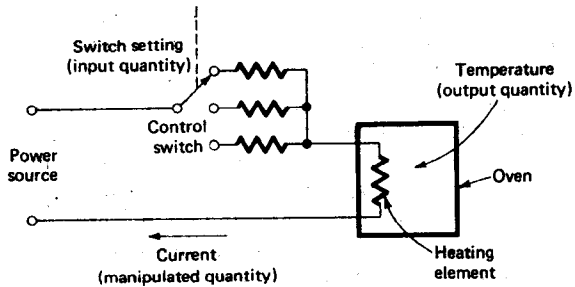 Switch setting
(input quantity)
Temperature
(output quantity)
Control
switch
Power
source
Oven
Current
(manipulated quantity)
Heating
element